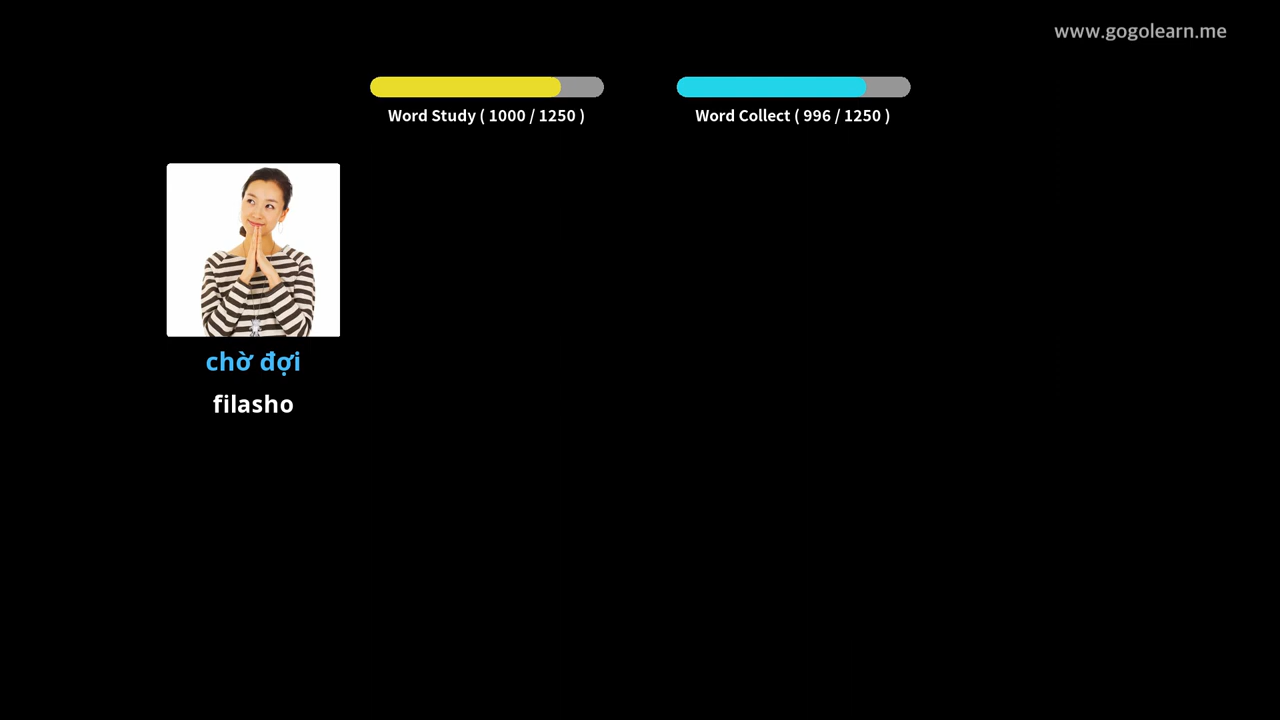 www.gogolearn.me
Word Study ( 1000 / 1250 )
Word Collect ( 996 / 1250 )
chờ đợi
filasho